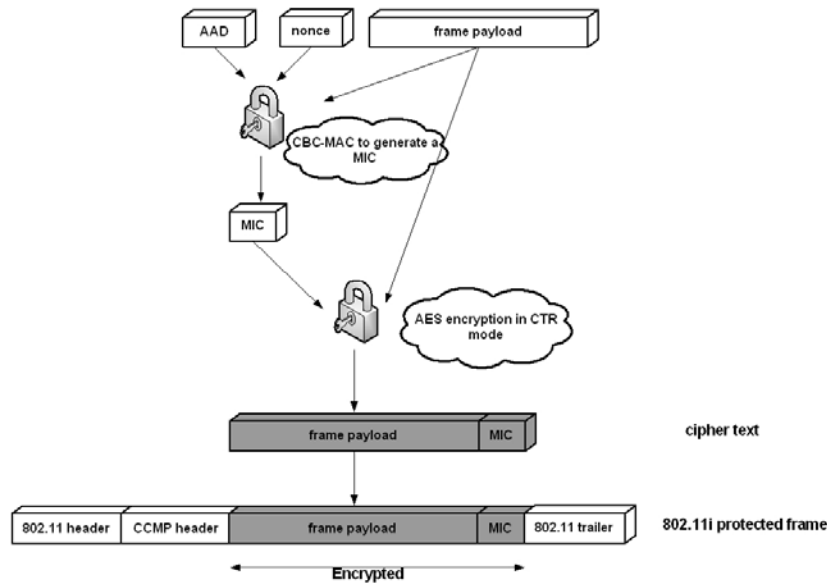 AAD
nonce
frame payload
CBC-MAC to generate a
MIC
MIC
AES encryption in CTR
mode
frame payload
MIC
cipher text
802.11 header
CCMP header
frame payload
MIC
802.11 trailer
802.11i protected frame
Encrypted